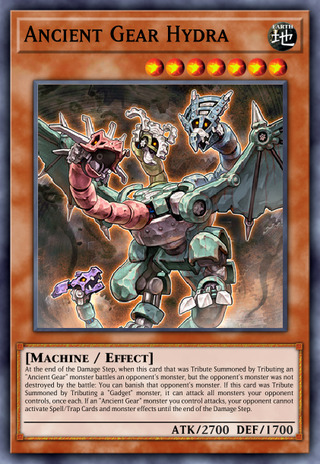 ANCIENT GEAR HYDRA
EARTH
地
[MACHINE / EFFECT]
At the end of the Damage Step, when this card that was Tribute Summoned by Tributing an
"Ancient Gear" monster battles an opponent's monster, but the opponent's monster was not
destroyed by the battle: You can banish that opponent's monster. If this card was Tribute
Summoned by Tributing a "Gadget" monster, it can attack all monsters your opponent
controls, once each. If an "Ancient Gear" monster you control attacks, your opponent cannot
activate Spell/Trap Cards and monster effects until the end of the Damage Step.
ATK/2700 DEF/1700